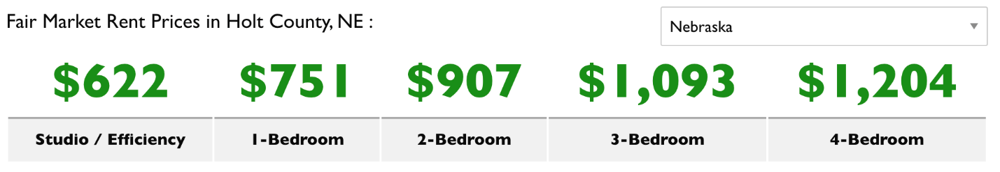 Fair Market Rent Prices in Holt County, NE :
Nebraska
$622 $751 $907 $1,093 $1,204
Studio / Efficiency 1-Bedroom 2-Bedroom 3-Bedroom 4-Bedroom